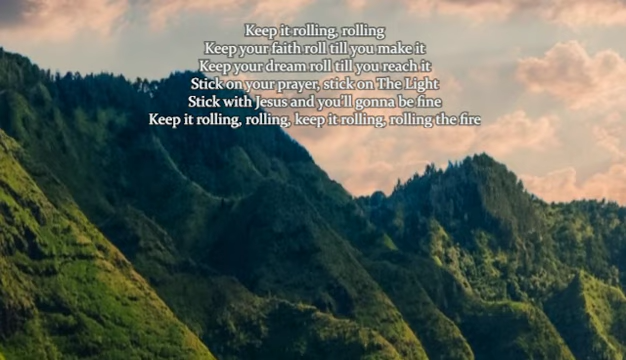 Keep it rolling, rolling
Keep your faith roll till you make it
Keep your dream roll till you reach it
Stick on your prayer, stick on The Light
Stick with Jesus and you'll gonna be fine
Keep it rolling, rolling, keep it rolling, rolling the fire